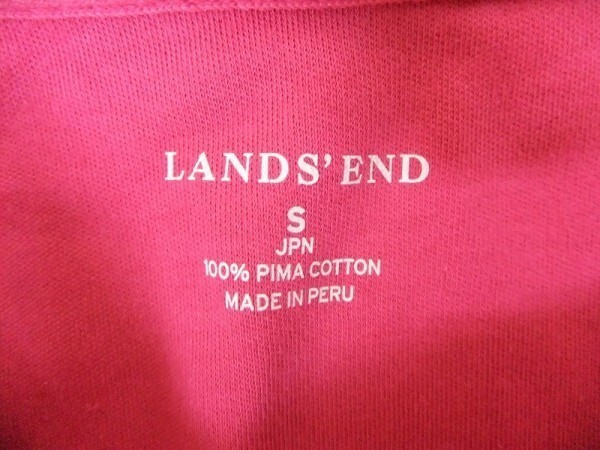 LANDS' END
S
JPN
100% PIMA COTTON
MADE IN PERU